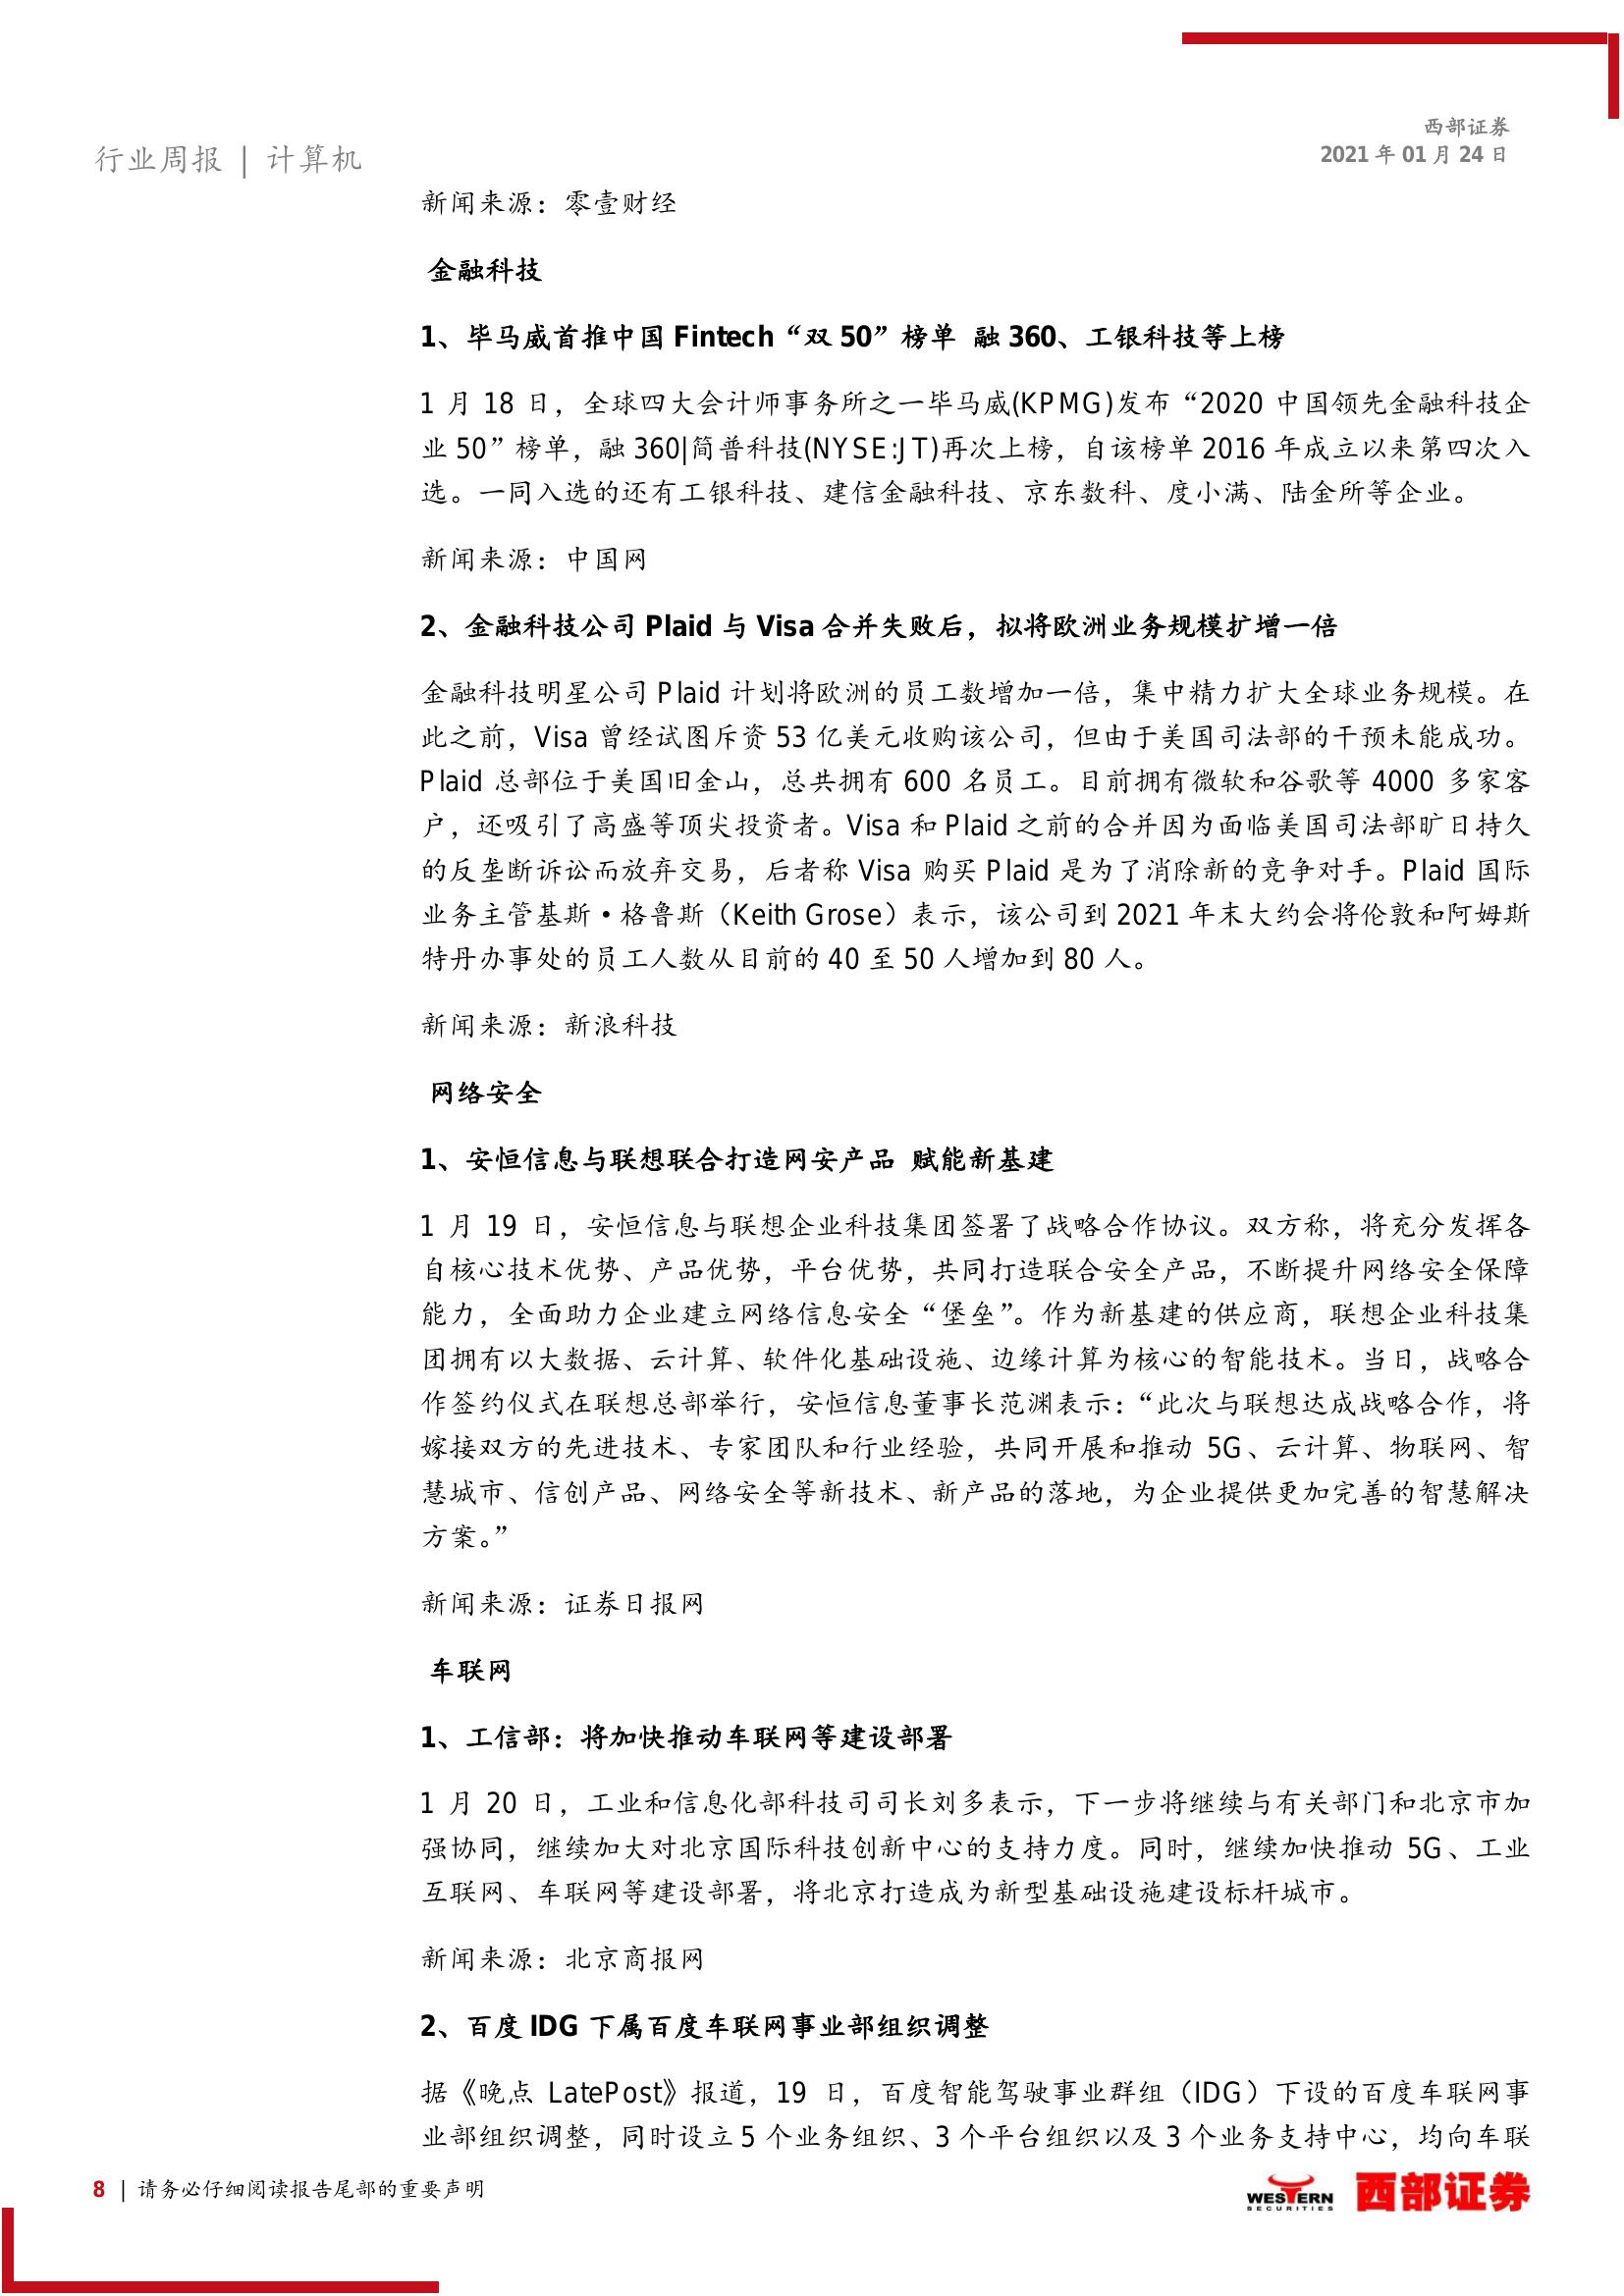 行业周报 | 计算机
西部证券
2021 年 01 月 24 日
新闻来源：零壹财经
金融科技
1、毕马威首推中国 Fintech“双 50”榜单 融 360、工银科技等上榜
1 月 18 日，全球四大会计师事务所之一毕马威(KPMG)发布“2020 中国领先金融科技企
业 50”榜单，融 360|简普科技(NYSE:JT)再次上榜，自该榜单 2016 年成立以来第四次入
选。一同入选的还有工银科技、建信金融科技、京东数科、度小满、陆金所等企业。
新闻来源：中国网
2、金融科技公司 Plaid 与 Visa 合并失败后，拟将欧洲业务规模扩增一倍
金融科技明星公司 Plaid 计划将欧洲的员工数增加一倍，集中精力扩大全球业务规模。在
此之前，Visa 曾经试图斥资 53 亿美元收购该公司，但由于美国司法部的干预未能成功。
Plaid 总部位于美国旧金山，总共拥有 600 名员工。目前拥有微软和谷歌等 4000 多家客
户，还吸引了高盛等顶尖投资者。Visa 和 Plaid 之前的合并因为面临美国司法部旷日持久
的反垄断诉讼而放弃交易，后者称 Visa 购买 Plaid 是为了消除新的竞争对手。Plaid 国际
业务主管基斯·格鲁斯（Keith Grose）表示，该公司到 2021 年末大约会将伦敦和阿姆斯
特丹办事处的员工人数从目前的 40 至 50 人增加到 80 人。
新闻来源：新浪科技
网络安全
1、安恒信息与联想联合打造网安产品 赋能新基建
1 月 19 日，安恒信息与联想企业科技集团签署了战略合作协议。双方称，将充分发挥各
自核心技术优势、产品优势，平台优势，共同打造联合安全产品，不断提升网络安全保障
能力，全面助力企业建立网络信息安全“堡垒”。作为新基建的供应商，联想企业科技集
团拥有以大数据、云计算、软件化基础设施、边缘计算为核心的智能技术。当日，战略合
作签约仪式在联想总部举行，安恒信息董事长范渊表示：“此次与联想达成战略合作，将
嫁接双方的先进技术、专家团队和行业经验，共同开展和推动 5G、云计算、物联网、智
慧城市、信创产品、网络安全等新技术、新产品的落地，为企业提供更加完善的智慧解决
方案。”
新闻来源：证券日报网
车联网
1、工信部：将加快推动车联网等建设部署
1 月 20 日，工业和信息化部科技司司长刘多表示，下一步将继续与有关部门和北京市加
强协同，继续加大对北京国际科技创新中心的支持力度。同时，继续加快推动 5G、工业
互联网、车联网等建设部署，将北京打造成为新型基础设施建设标杆城市。
新闻来源：北京商报网
2、百度 IDG 下属百度车联网事业部组织调整
据《晚点 LatePost》报道，19 日，百度智能驾驶事业群组（IDG）下设的百度车联网事
业部组织调整，同时设立 5 个业务组织、3 个平台组织以及 3 个业务支持中心，均向车联
8 | 请务必仔细阅读报告尾部的重要声明
WESTERN
SECURITIES
西部证券